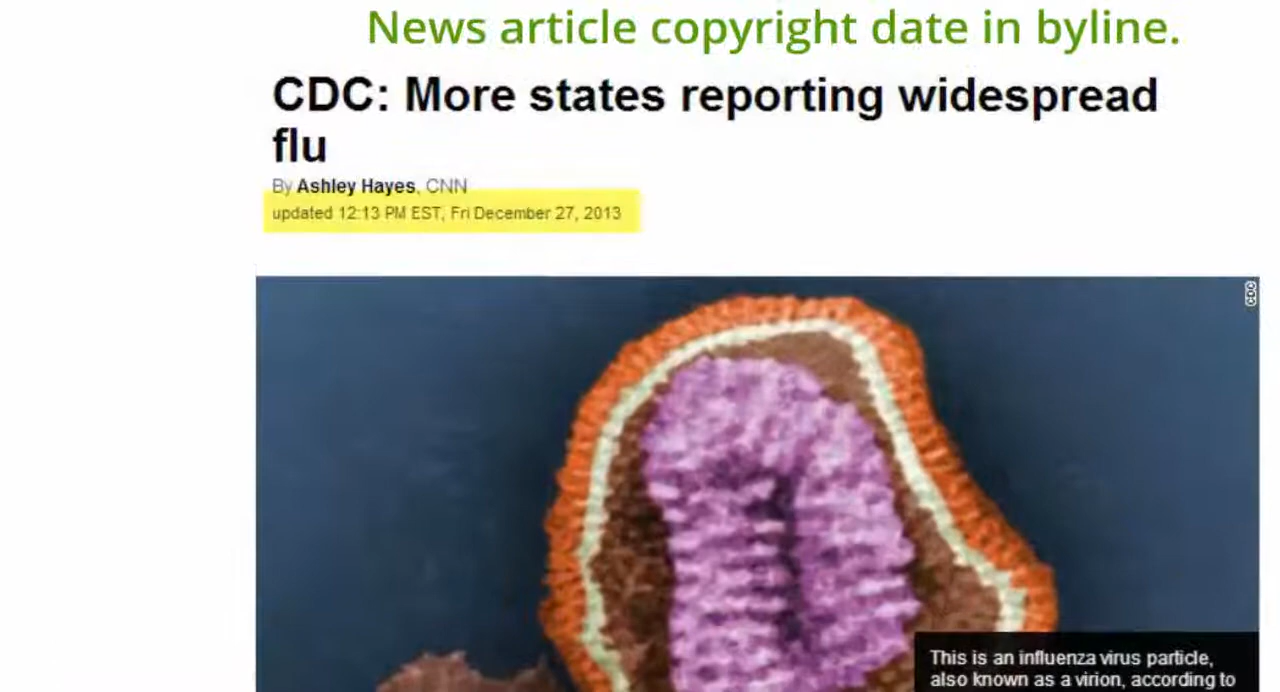 News article copyright date in byline.
CDC: More states reporting widespread
flu
By Ashley Hayes, CNN
updated 12:13 PM EST, Fri December 27, 2013
CDC
This is an influenza virus particle,
also known as a virion, according to